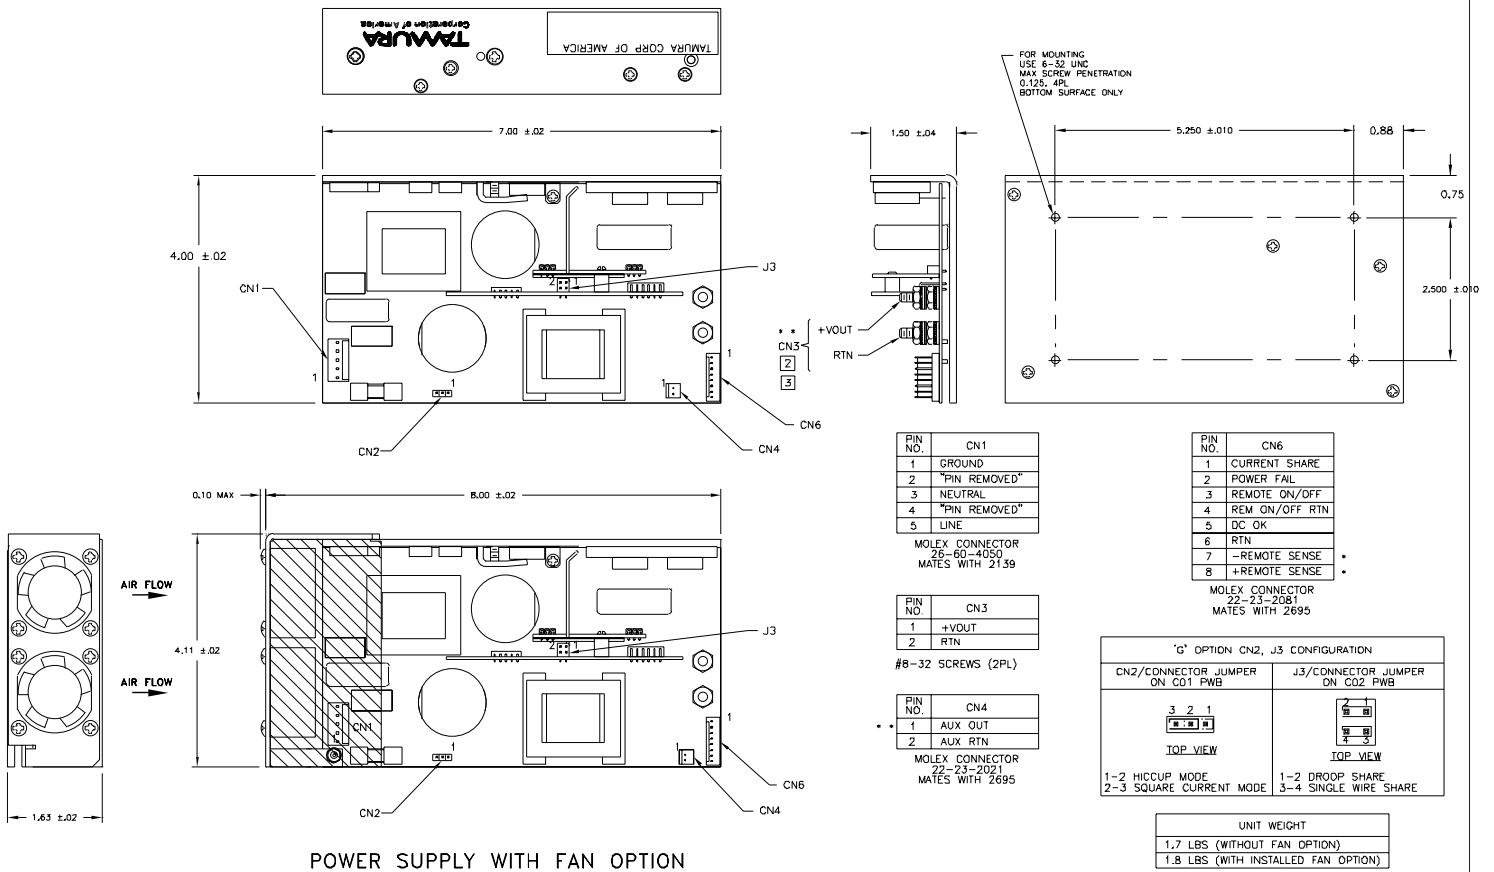 TAMURA
Corporation of America
TAMURA CORP OF AMERICA
FOR MOUNTING
USE 6-32 UNC
MAX SCREW PENETRATION
0.125, 4PL
BOTTOM SURFACE ONLY
7.00 ±.02
1.50 ±.04
5.250 ±.010
0.88
0.75
4.00 ±.02
2.500 ±.010
CN1
J3
2 1
1
1
1
1
* *
CN3
2
3
+VOUT
RTN
CN2
CN4
CN6
PIN NO. CN1
1 GROUND
2 "PIN REMOVED"
3 NEUTRAL
4 "PIN REMOVED"
5 LINE
MOLEX CONNECTOR
26-60-4050
MATES WITH 2139
PIN NO. CN6
1 CURRENT SHARE
2 POWER FAIL
3 REMOTE ON/OFF
4 REM ON/OFF RTN
5 DC OK
6 RTN
7 -REMOTE SENSE *
8 +REMOTE SENSE *
MOLEX CONNECTOR
22-23-2081
MATES WITH 2695
PIN NO. CN3
1 +VOUT
2 RTN
#8-32 SCREWS (2PL)
PIN NO. CN4
* * 1 AUX OUT
2 AUX RTN
MOLEX CONNECTOR
22-23-2021
MATES WITH 2695
0.10 MAX
8.00 ±.02
AIR FLOW
AIR FLOW
4.11 ±.02
1.63 ±.02
J3
2 1
CN1
1
1
1
CN2
CN6
CN4
POWER SUPPLY WITH FAN OPTION
'G' OPTION CN2, J3 CONFIGURATION
CN2/CONNECTOR JUMPER
ON C01 PWB
J3/CONNECTOR JUMPER
ON C02 PWB
3 2 1
TOP VIEW
2 1
4 3
TOP VIEW
1-2 HICCUP MODE
2-3 SQUARE CURRENT MODE
1-2 DROOP SHARE
3-4 SINGLE WIRE SHARE
UNIT WEIGHT
1.7 LBS (WITHOUT FAN OPTION)
1.8 LBS (WITH INSTALLED FAN OPTION)